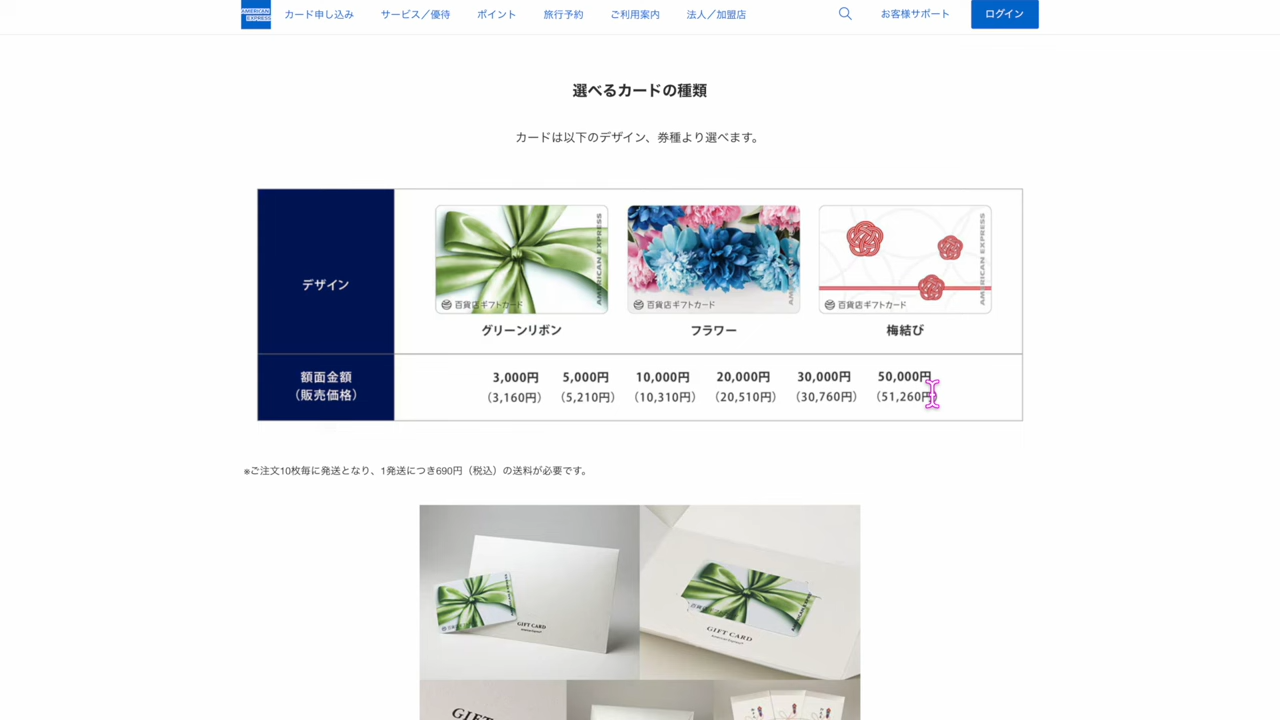 AMERICAN EXPRESS カード申し込み サービス／優待 ポイント 旅行予約 ご利用案内 法人／加盟店 お客様サポート ログイン
選べるカードの種類
カードは以下のデザイン、券種より選べます。
デザイン
AMERICAN EXPRESS
百貨店ギフトカード
グリーンリボン
AMERICAN EXPRESS
百貨店ギフトカード
フラワー
AMERICAN EXPRESS
百貨店ギフトカード
梅結び
額面金額
（販売価格）
3,000円 5,000円 10,000円 20,000円 30,000円 50,000円
（3,160円） （5,210円） （10,310円） （20,510円） （30,760円） （51,260円）
※ご注文10枚毎に発送となり、1発送につき690円（税込）の送料が必要です。
GIFT CARD
American Express
GIFT CARD
American Express
GIFT